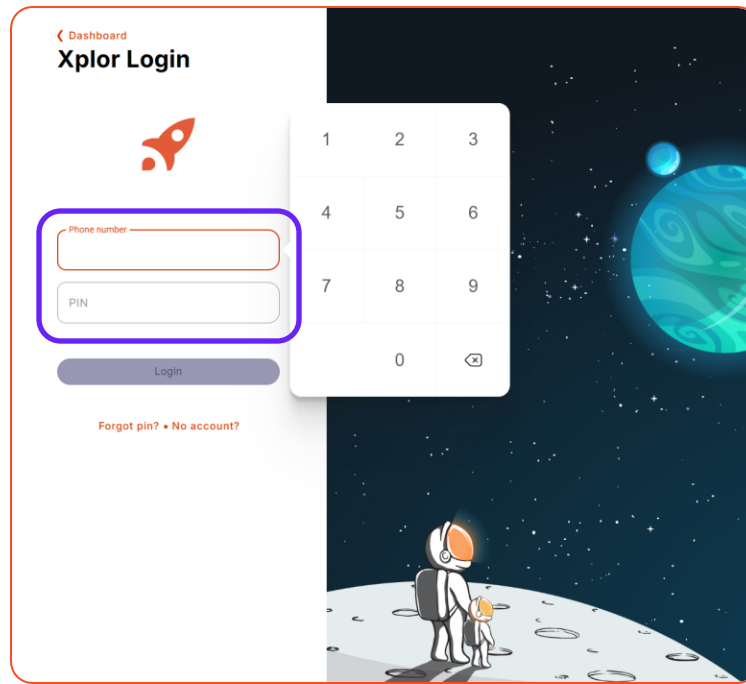 ❮ Dashboard
Xplor Login
Phone number
PIN
Login
Forgot pin? • No account?
1 2 3
4 5 6
7 8 9
0